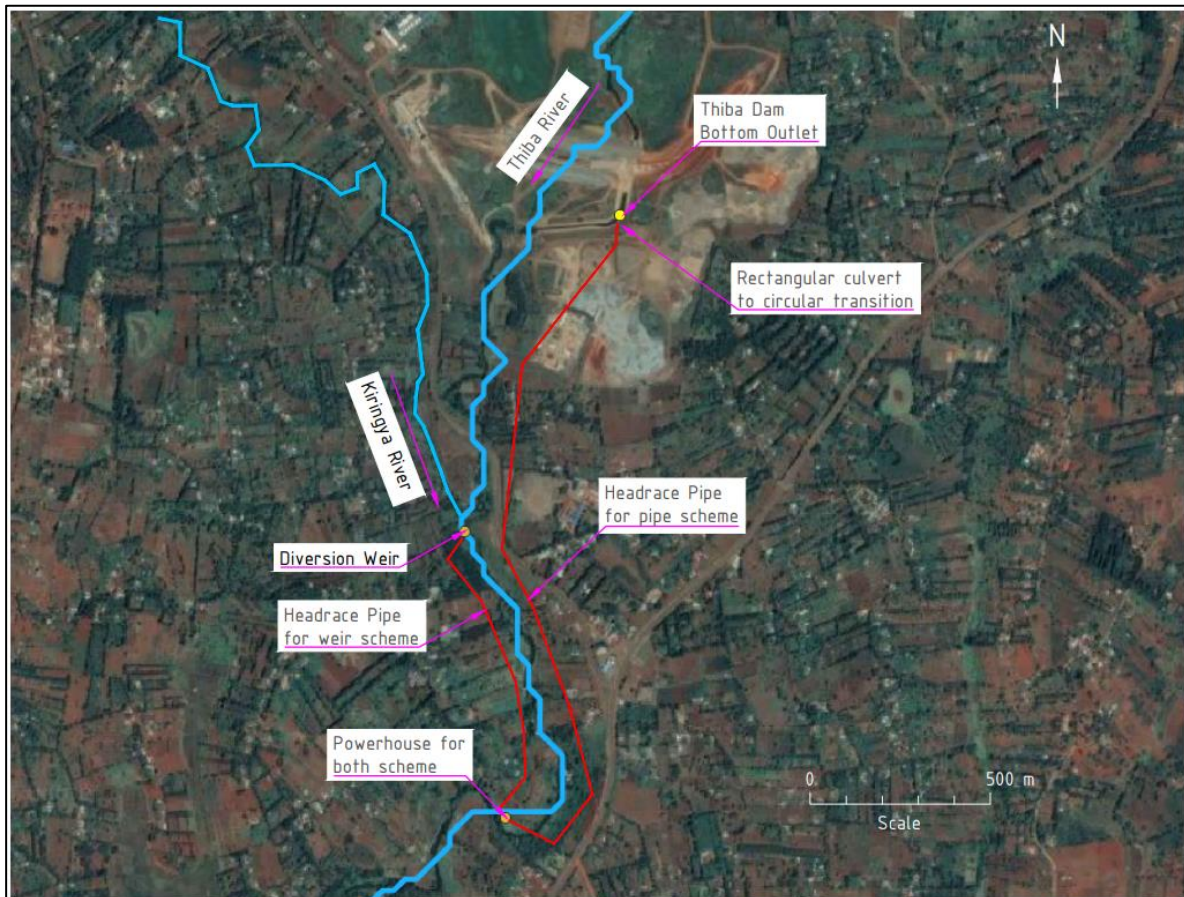 N
Thiba River
Thiba Dam
Bottom Outlet
Rectangular culvert
to circular transition
Kiringya River
Headrace Pipe
for pipe scheme
Diversion Weir
Headrace Pipe
for weir scheme
Powerhouse for
both scheme
0. 500 m
Scale